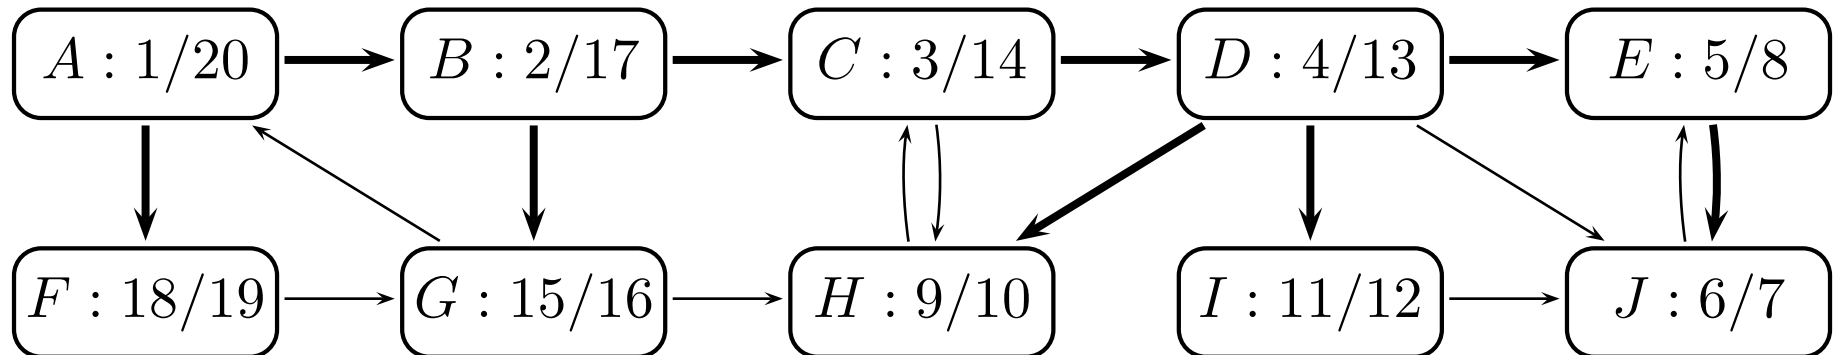 A : 1/20 B : 2/17 C : 3/14 D : 4/13 E : 5/8
F : 18/19 G : 15/16 H : 9/10 I : 11/12 J : 6/7